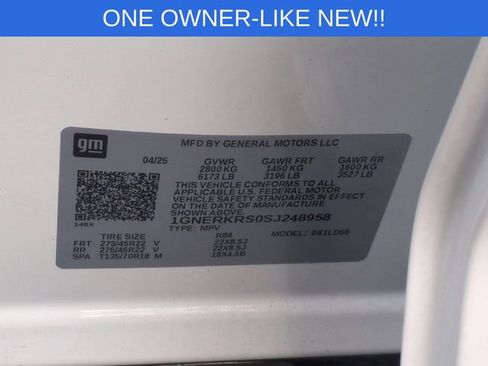 ONE OWNER-LIKE NEW!!
gm
MFD BY GENERAL MOTORS LLC
04/25 GVWR GAWR FRT GAWR RR
2800 KG 1450 KG 1600 KG
6173 LB 3196 LB 3527 LB
THIS VEHICLE CONFORMS TO ALL
APPLICABLE U.S. FEDERAL MOTOR
VEHICLE SAFETY STANDARDS
IN EFFECT ON THE DATE OF
MANUFACTURE SHOWN ABOVE.
1GNERKRS0SJ248958
140X TYPE: MPV MODEL:
TIRE SIZE RIM
FRT 275/45R22 V 22X8.5J
RR 275/45R22 V 22X8.5J
SPA T135/70R18 M 18X4.5B